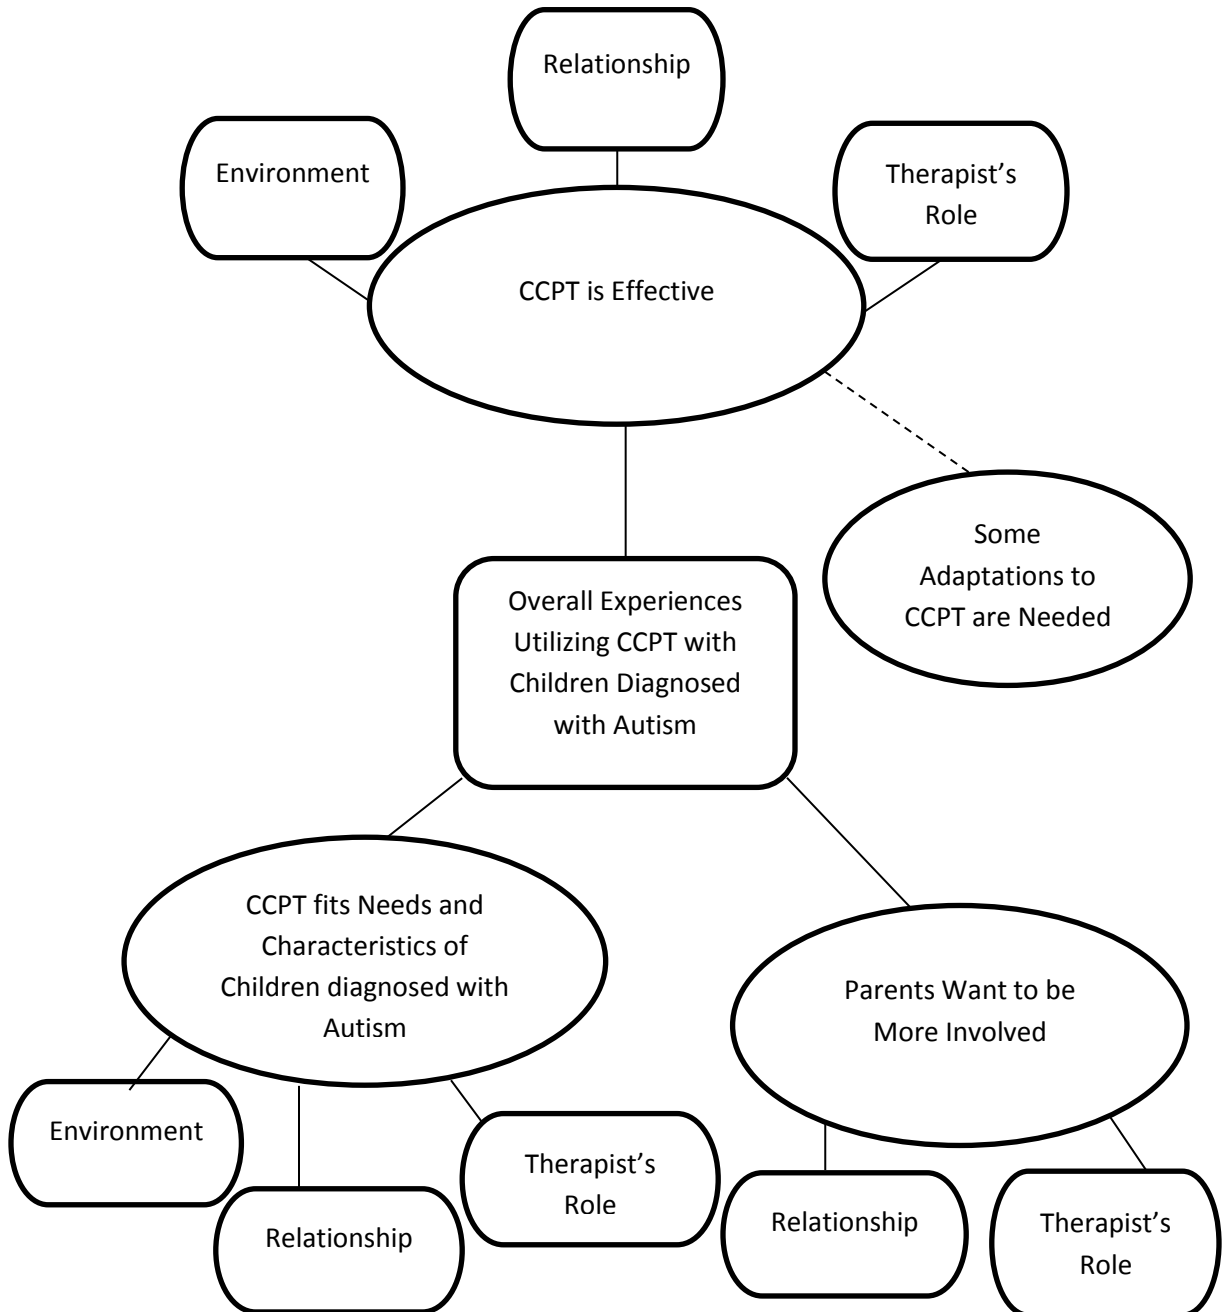 Relationship
Environment
Therapist’s
Role
CCPT is Effective
Some
Adaptations to
CCPT are Needed
Overall Experiences
Utilizing CCPT with
Children Diagnosed
with Autism
CCPT fits Needs and
Characteristics of
Children diagnosed with
Autism
Parents Want to be
More Involved
Environment
Relationship
Therapist’s
Role
Relationship
Therapist’s
Role